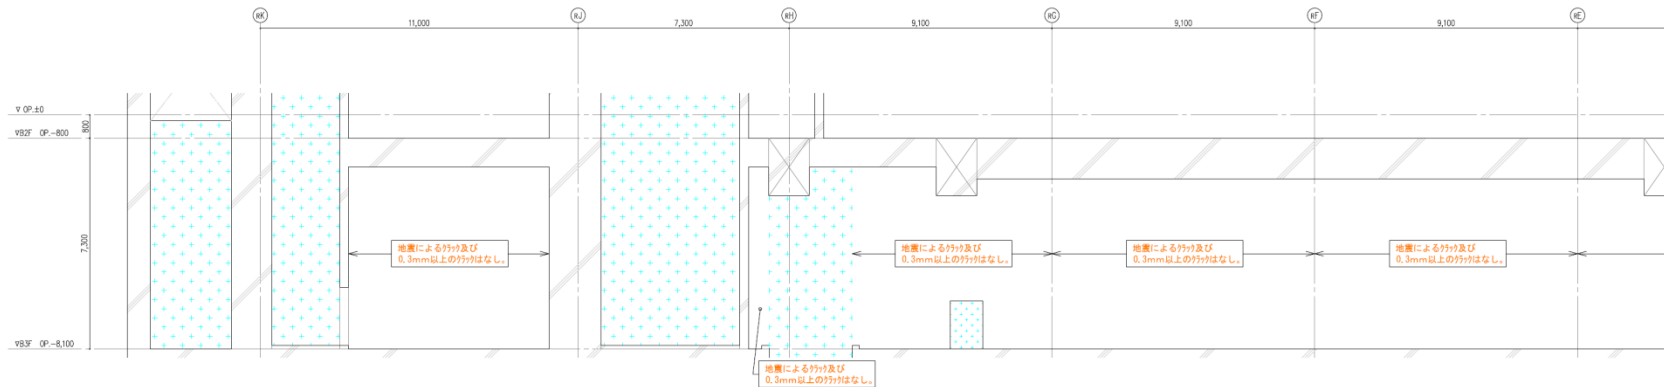 RK
RJ
RH
RG
RF
RE
11,000
7,300
9,100
9,100
9,100
▽ OP.±0
800
▽B2F OP.-800
7,300
▽B3F OP.-8,100
地震によるクラック及び
0.3mm以上のクラックはなし。
地震によるクラック及び
0.3mm以上のクラックはなし。
地震によるクラック及び
0.3mm以上のクラックはなし。
地震によるクラック及び
0.3mm以上のクラックはなし。
地震によるクラック及び
0.3mm以上のクラックはなし。